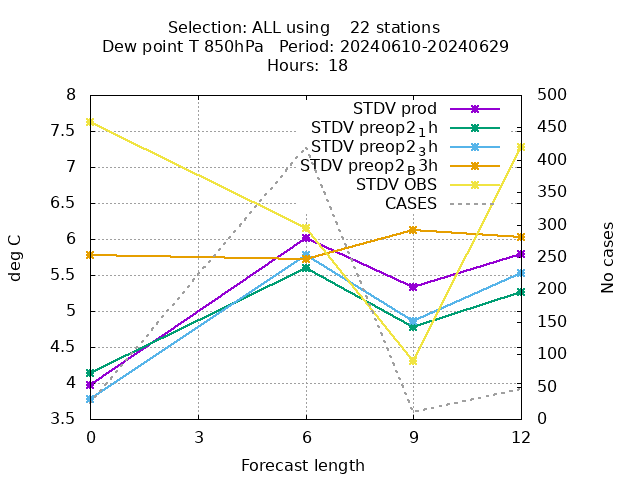 Selection: ALL using    22 stations
Dew point T 850hPa   Period: 20240610-20240629
Hours: 18
8
7.5
7
6.5
6
5.5
5
4.5
4
3.5
500
450
400
350
300
250
200
150
100
50
0
0
3
6
9
12
deg C
No cases
Forecast length
STDV prod
STDV preop2₁h
STDV preop2₃h
STDV preop2_B3h
STDV OBS
CASES